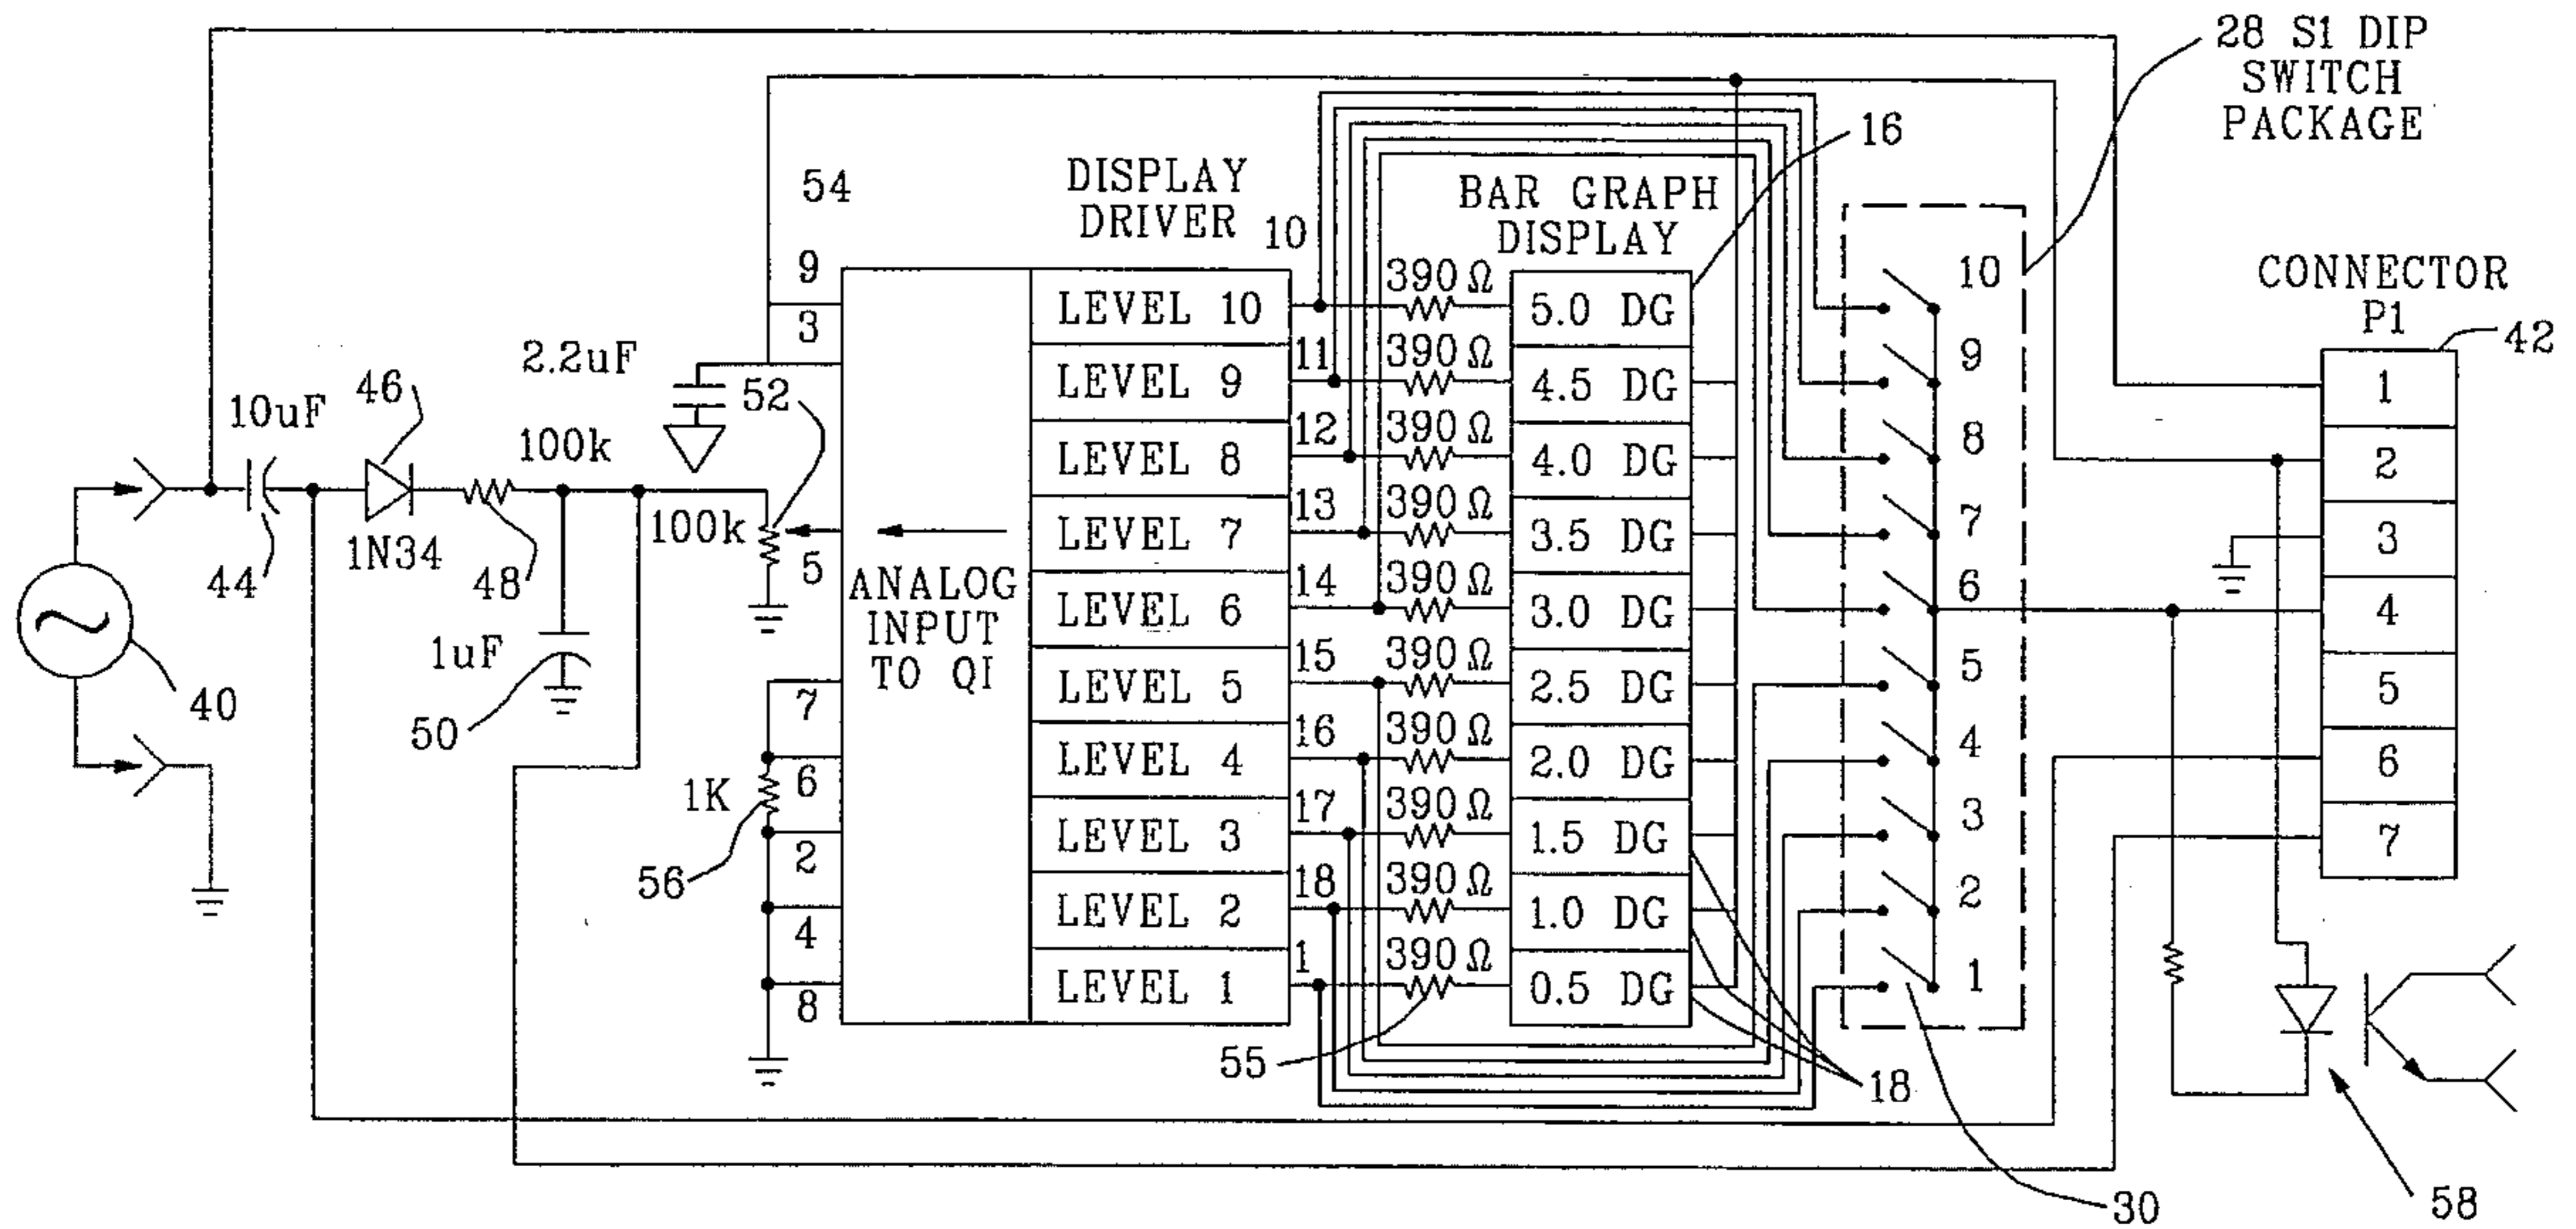 28 S1 DIP
SWITCH
PACKAGE
16
54
DISPLAY
DRIVER
BAR GRAPH
DISPLAY
CONNECTOR
P1
42
9
3
2.2uF
52
46
10uF
100k
1N34
44
48
100k
5
1uF
50
40
7
1K
6
56
2
4
8
ANALOG
INPUT
TO QI
LEVEL 10
LEVEL 9
LEVEL 8
LEVEL 7
LEVEL 6
LEVEL 5
LEVEL 4
LEVEL 3
LEVEL 2
LEVEL 1
10
11
12
13
14
15
16
17
18
1
390Ω
390Ω
390Ω
390Ω
390Ω
390Ω
390Ω
390Ω
390Ω
390Ω
55
5.0 DG
4.5 DG
4.0 DG
3.5 DG
3.0 DG
2.5 DG
2.0 DG
1.5 DG
1.0 DG
0.5 DG
18
10
9
8
7
6
5
4
3
2
1
30
1
2
3
4
5
6
7
58